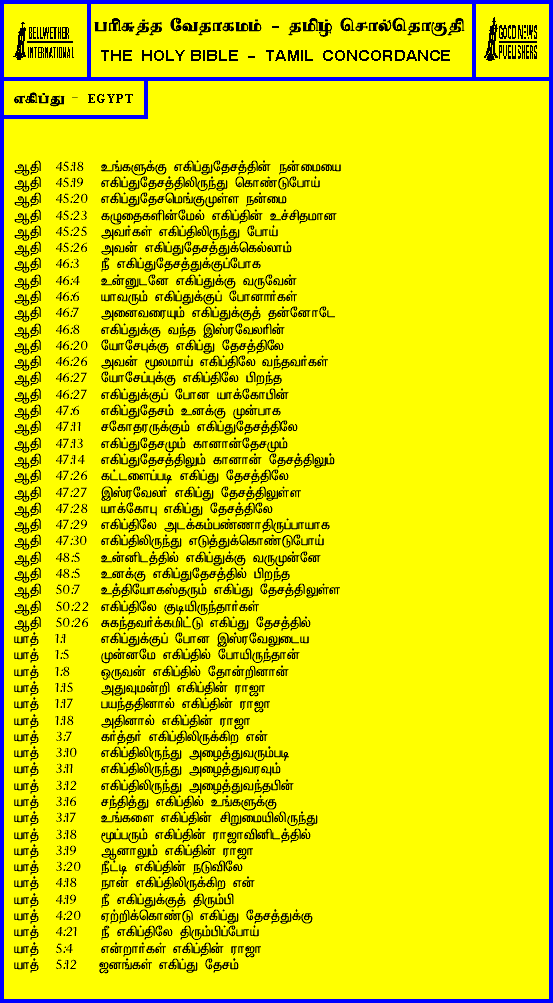 BELLWETHER
INTERNATIONAL
பரிசுத்த வேதாகமம் - தமிழ் சொல்தொகுதி
THE HOLY BIBLE - TAMIL CONCORDANCE
GOOD NEWS
PUBLISHERS
எகிப்து - EGYPT
ஆதி 45:18 உங்களுக்கு எகிப்துதேசத்தின் நன்மையை
ஆதி 45:19 எகிப்துதேசத்திலிருந்து கொண்டுபோய்
ஆதி 45:20 எகிப்துதேசமெங்குமுள்ள நன்மை
ஆதி 45:23 கழுதைகளின்மேல் எகிப்தின் உச்சிதமான
ஆதி 45:25 அவர்கள் எகிப்திலிருந்து போய்
ஆதி 45:26 அவன் எகிப்துதேசத்துக்கெல்லாம்
ஆதி 46:3 நீ எகிப்துதேசத்துக்குப்போக
ஆதி 46:4 உன்னுடனே எகிப்துக்கு வருவேன்
ஆதி 46:6 யாவரும் எகிப்துக்குப் போனார்கள்
ஆதி 46:7 அனைவரையும் எகிப்துக்குத் தன்னோடே
ஆதி 46:8 எகிப்துக்கு வந்த இஸ்ரவேலரின்
ஆதி 46:20 யோசேபுக்கு எகிப்து தேசத்திலே
ஆதி 46:26 அவன் மூலமாய் எகிப்திலே வந்தவர்கள்
ஆதி 46:27 யோசேப்புக்கு எகிப்திலே பிறந்த
ஆதி 46:27 எகிப்துக்குப் போன யாக்கோபின்
ஆதி 47:6 எகிப்துதேசம் உனக்கு முன்பாக
ஆதி 47:11 சகோதரருக்கும் எகிப்துதேசத்திலே
ஆதி 47:13 எகிப்துதேசமும் கானான்தேசமும்
ஆதி 47:14 எகிப்துதேசத்திலும் கானான் தேசத்திலும்
ஆதி 47:26 கட்டளைப்படி எகிப்து தேசத்திலே
ஆதி 47:27 இஸ்ரவேலர் எகிப்து தேசத்திலுள்ள
ஆதி 47:28 யாக்கோபு எகிப்து தேசத்திலே
ஆதி 47:29 எகிப்திலே அடக்கம்பண்ணாதிருப்பாயாக
ஆதி 47:30 எகிப்திலிருந்து எடுத்துக்கொண்டுபோய்
ஆதி 48:5 உன்னிடத்தில் எகிப்துக்கு வருமுன்னே
ஆதி 48:5 உனக்கு எகிப்துதேசத்தில் பிறந்த
ஆதி 50:7 உத்தியோகஸ்தரும் எகிப்து தேசத்திலுள்ள
ஆதி 50:22 எகிப்திலே குடியிருந்தார்கள்
ஆதி 50:26 சுகந்தவர்க்கமிட்டு எகிப்து தேசத்தில்
யாத் 1:1 எகிப்துக்குப் போன இஸ்ரவேலுடைய
யாத் 1:5 முன்னமே எகிப்தில் போயிருந்தான்
யாத் 1:8 ஒருவன் எகிப்தில் தோன்றினான்
யாத் 1:15 அதுவுமன்றி எகிப்தின் ராஜா
யாத் 1:17 பயந்ததினால் எகிப்தின் ராஜா
யாத் 1:18 அதினால் எகிப்தின் ராஜா
யாத் 3:7 கர்த்தர் எகிப்திலிருக்கிற என்
யாத் 3:10 எகிப்திலிருந்து அழைத்துவரும்படி
யாத் 3:11 எகிப்திலிருந்து அழைத்துவரவும்
யாத் 3:12 எகிப்திலிருந்து அழைத்துவந்தபின்
யாத் 3:16 சந்தித்து எகிப்தில் உங்களுக்கு
யாத் 3:17 உங்களை எகிப்தின் சிறுமையிலிருந்து
யாத் 3:18 மூப்பரும் எகிப்தின் ராஜாவினிடத்தில்
யாத் 3:19 ஆனாலும் எகிப்தின் ராஜா
யாத் 3:20 நீட்டி எகிப்தின் நடுவிலே
யாத் 4:18 நான் எகிப்திலிருக்கிற என்
யாத் 4:19 நீ எகிப்துக்குத் திரும்பி
யாத் 4:20 ஏற்றிக்கொண்டு எகிப்து தேசத்துக்கு
யாத் 4:21 நீ எகிப்திலே திரும்பிப்போய்
யாத் 5:4 என்றார்கள் எகிப்தின் ராஜா
யாத் 5:12 ஜனங்கள் எகிப்து தேசம்